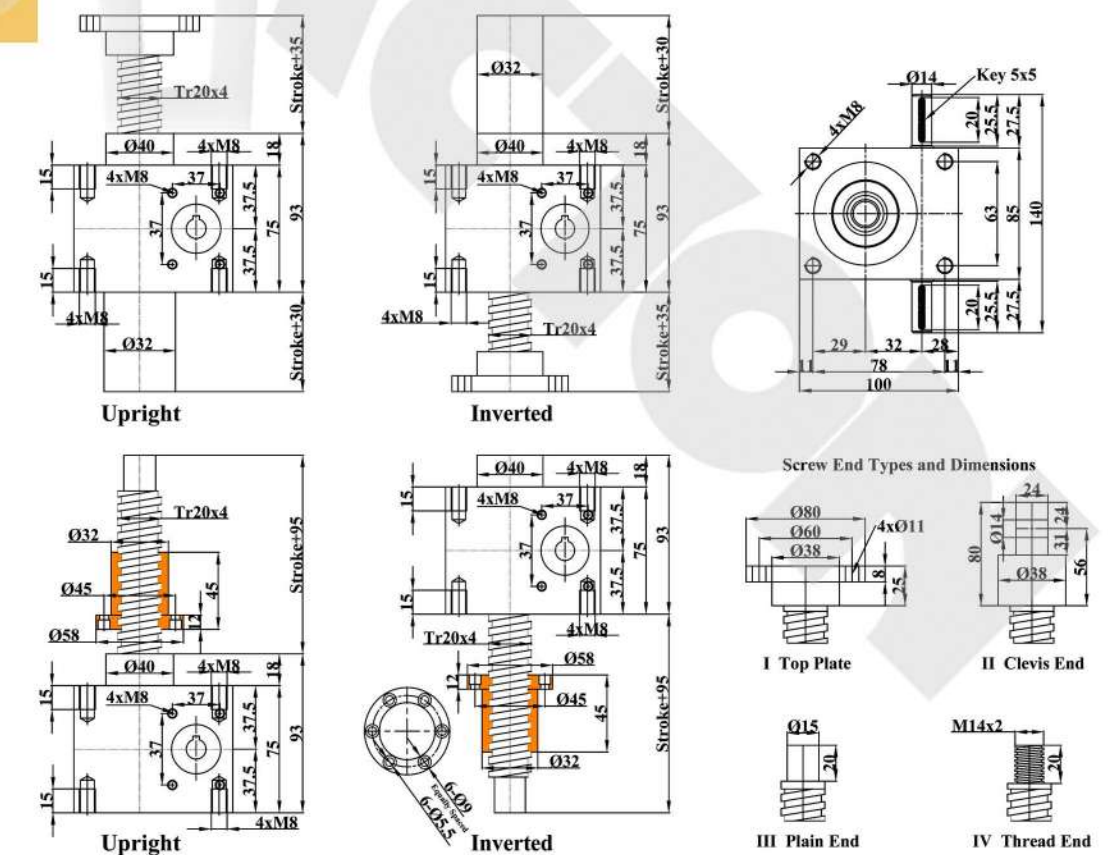 Tr20x4
Stroke+35
Ø40
4xM8
18
15
4xM8
37
37
37.5
37.5
75
93
15
4xM8
Ø32
Stroke+30
Upright
Ø32
Stroke+30
Ø40
4xM8
18
15
4xM8
37
37
37.5
37.5
75
93
15
4xM8
Tr20x4
Stroke+35
Inverted
Ø14
Key 5x5
4xM8
20
25.5
27.5
63
85
140
20
25.5
27.5
29
32
28
11
78
11
100
Tr20x4
Ø32
Stroke+95
Ø45
45
Ø58
12
Ø40
4xM8
18
15
4xM8
37
37
37.5
37.5
75
93
15
4xM8
Upright
Ø40
4xM8
18
15
4xM8
37
37
37.5
37.5
75
93
15
4xM8
Tr20x4
Ø58
12
Ø45
45
Stroke+95
Ø32
6-Ø9
Equally Spaced
6-Ø5.5
Inverted
Screw End Types and Dimensions
Ø80
Ø60
4xØ11
Ø38
8
25
I Top Plate
24
24
Ø14
31
80
56
Ø38
II Clevis End
Ø15
20
III Plain End
M14x2
20
IV Thread End